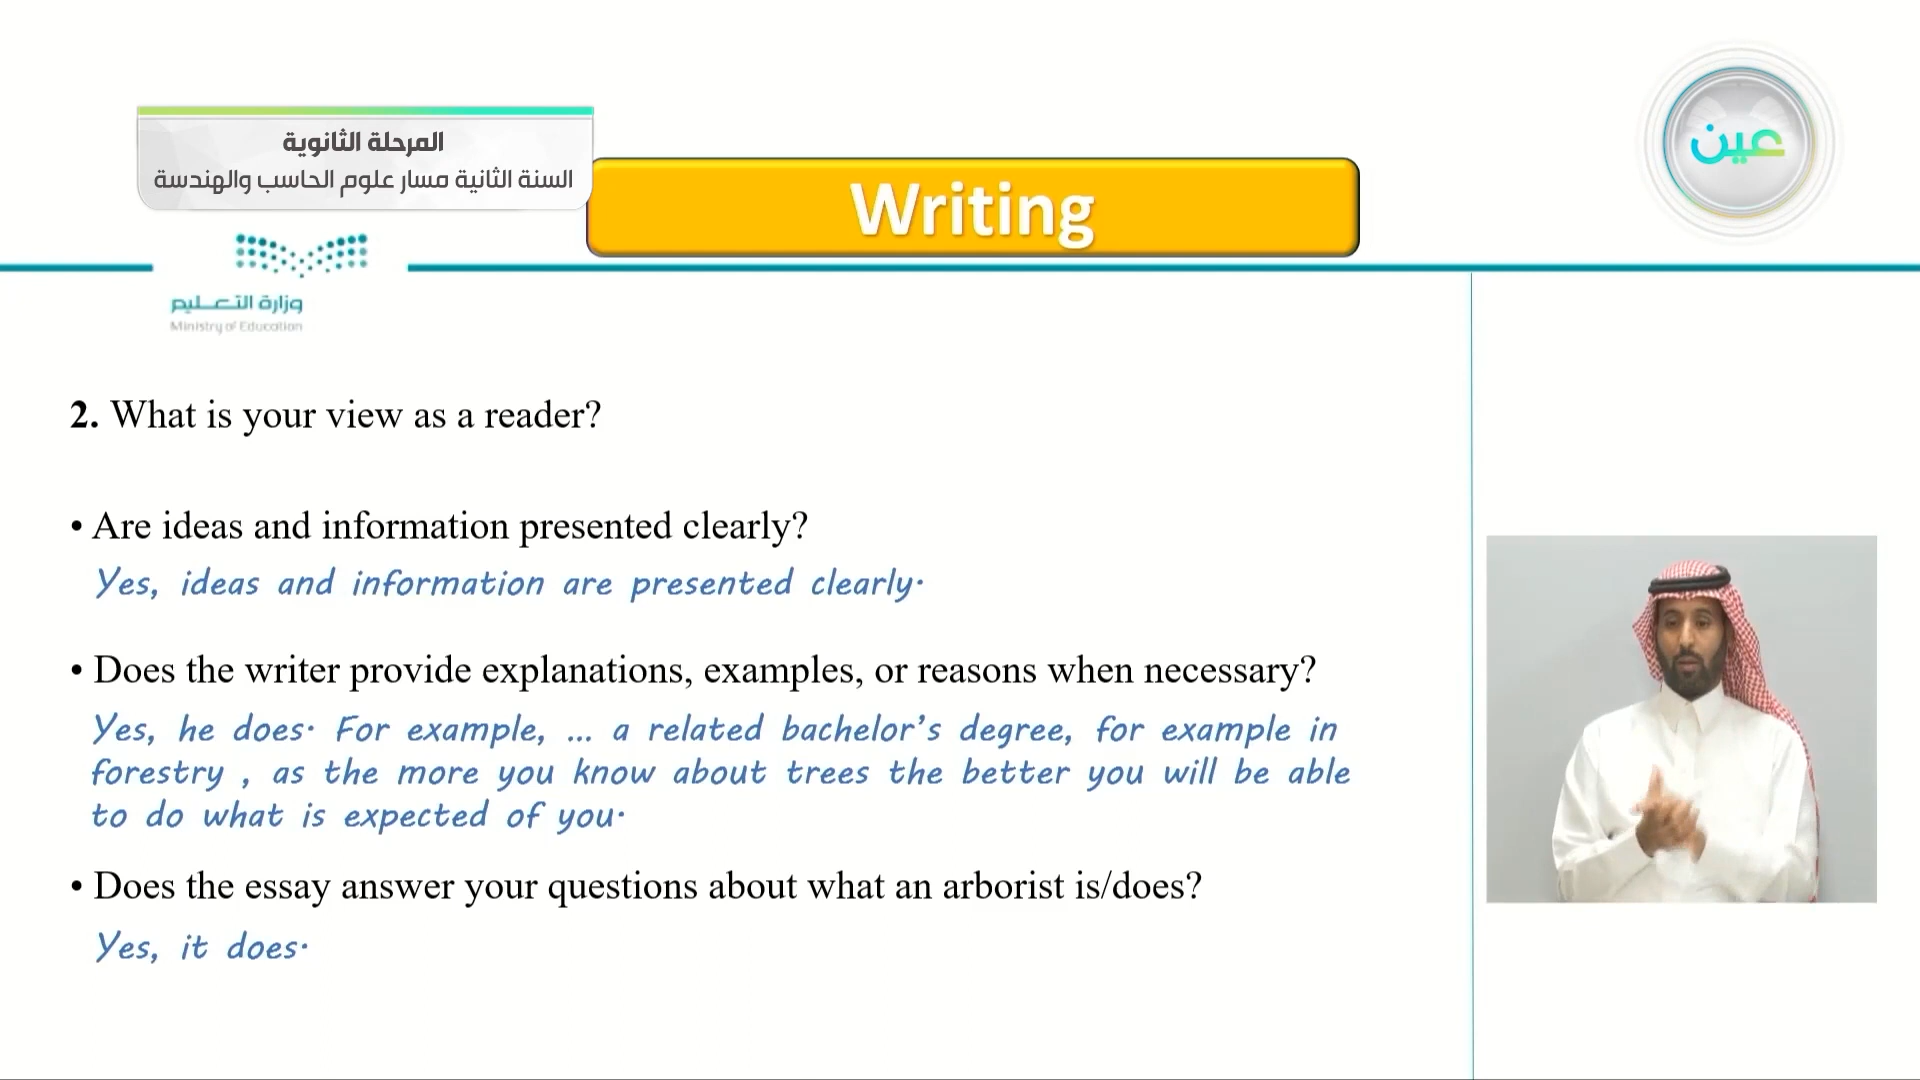 المرحلة الثانوية
السنة الثانية مسار علوم الحاسب والهندسة
Writing
عين
وزارة التعليم
Ministry of Education
2. What is your view as a reader?
• Are ideas and information presented clearly?
Yes, ideas and information are presented clearly.
• Does the writer provide explanations, examples, or reasons when necessary?
Yes, he does. For example, ... a related bachelor's degree, for example in
forestry , as the more you know about trees the better you will be able
to do what is expected of you.
• Does the essay answer your questions about what an arborist is/does?
Yes, it does.